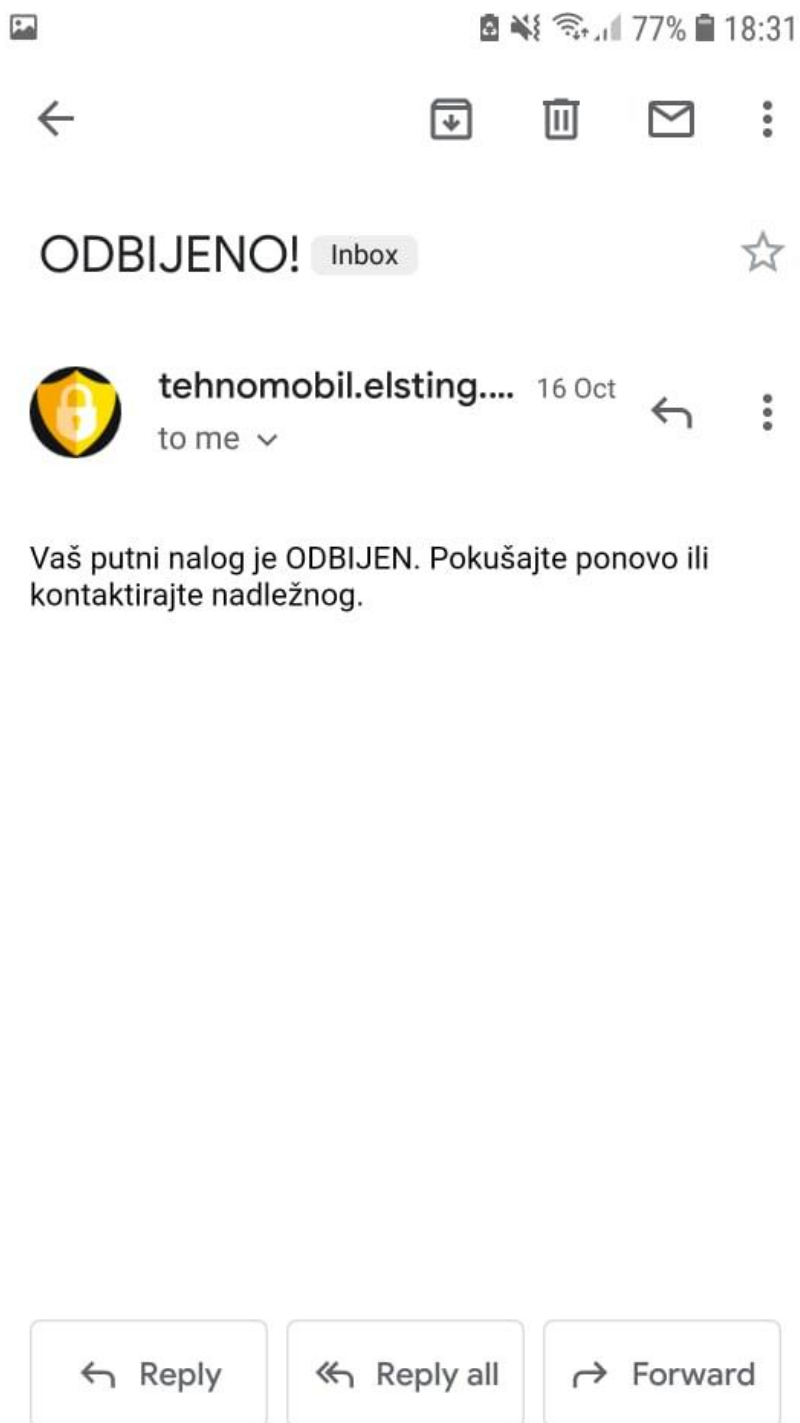 77% 18:31
ODBIJENO! Inbox
tehnomobil.elsting.... 16 Oct
to me
Vaš putni nalog je ODBIJEN. Pokušajte ponovo ili
kontaktirajte nadležnog.
Reply Reply all Forward